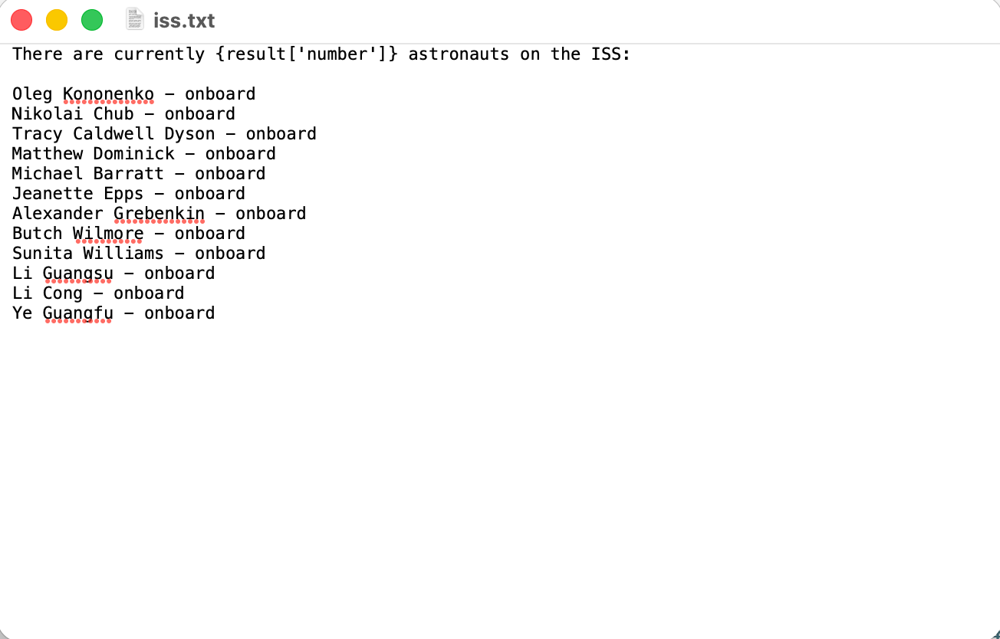 iss.txt
There are currently {result['number']} astronauts on the ISS:
Oleg Kononenko – onboard
Nikolai Chub – onboard
Tracy Caldwell Dyson – onboard
Matthew Dominick – onboard
Michael Barratt – onboard
Jeanette Epps – onboard
Alexander Grebenkin – onboard
Butch Wilmore – onboard
Sunita Williams – onboard
Li Guangsu – onboard
Li Cong – onboard
Ye Guangfu – onboard